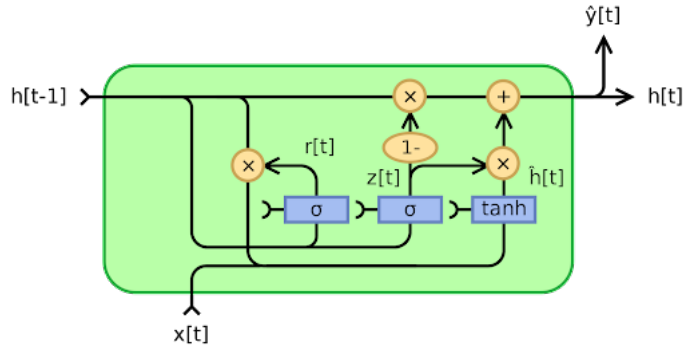 ŷ[t]
h[t-1]
×
+
h[t]
1-
r[t]
×
z[t]
×
ĥ[t]
σ
σ
tanh
x[t]